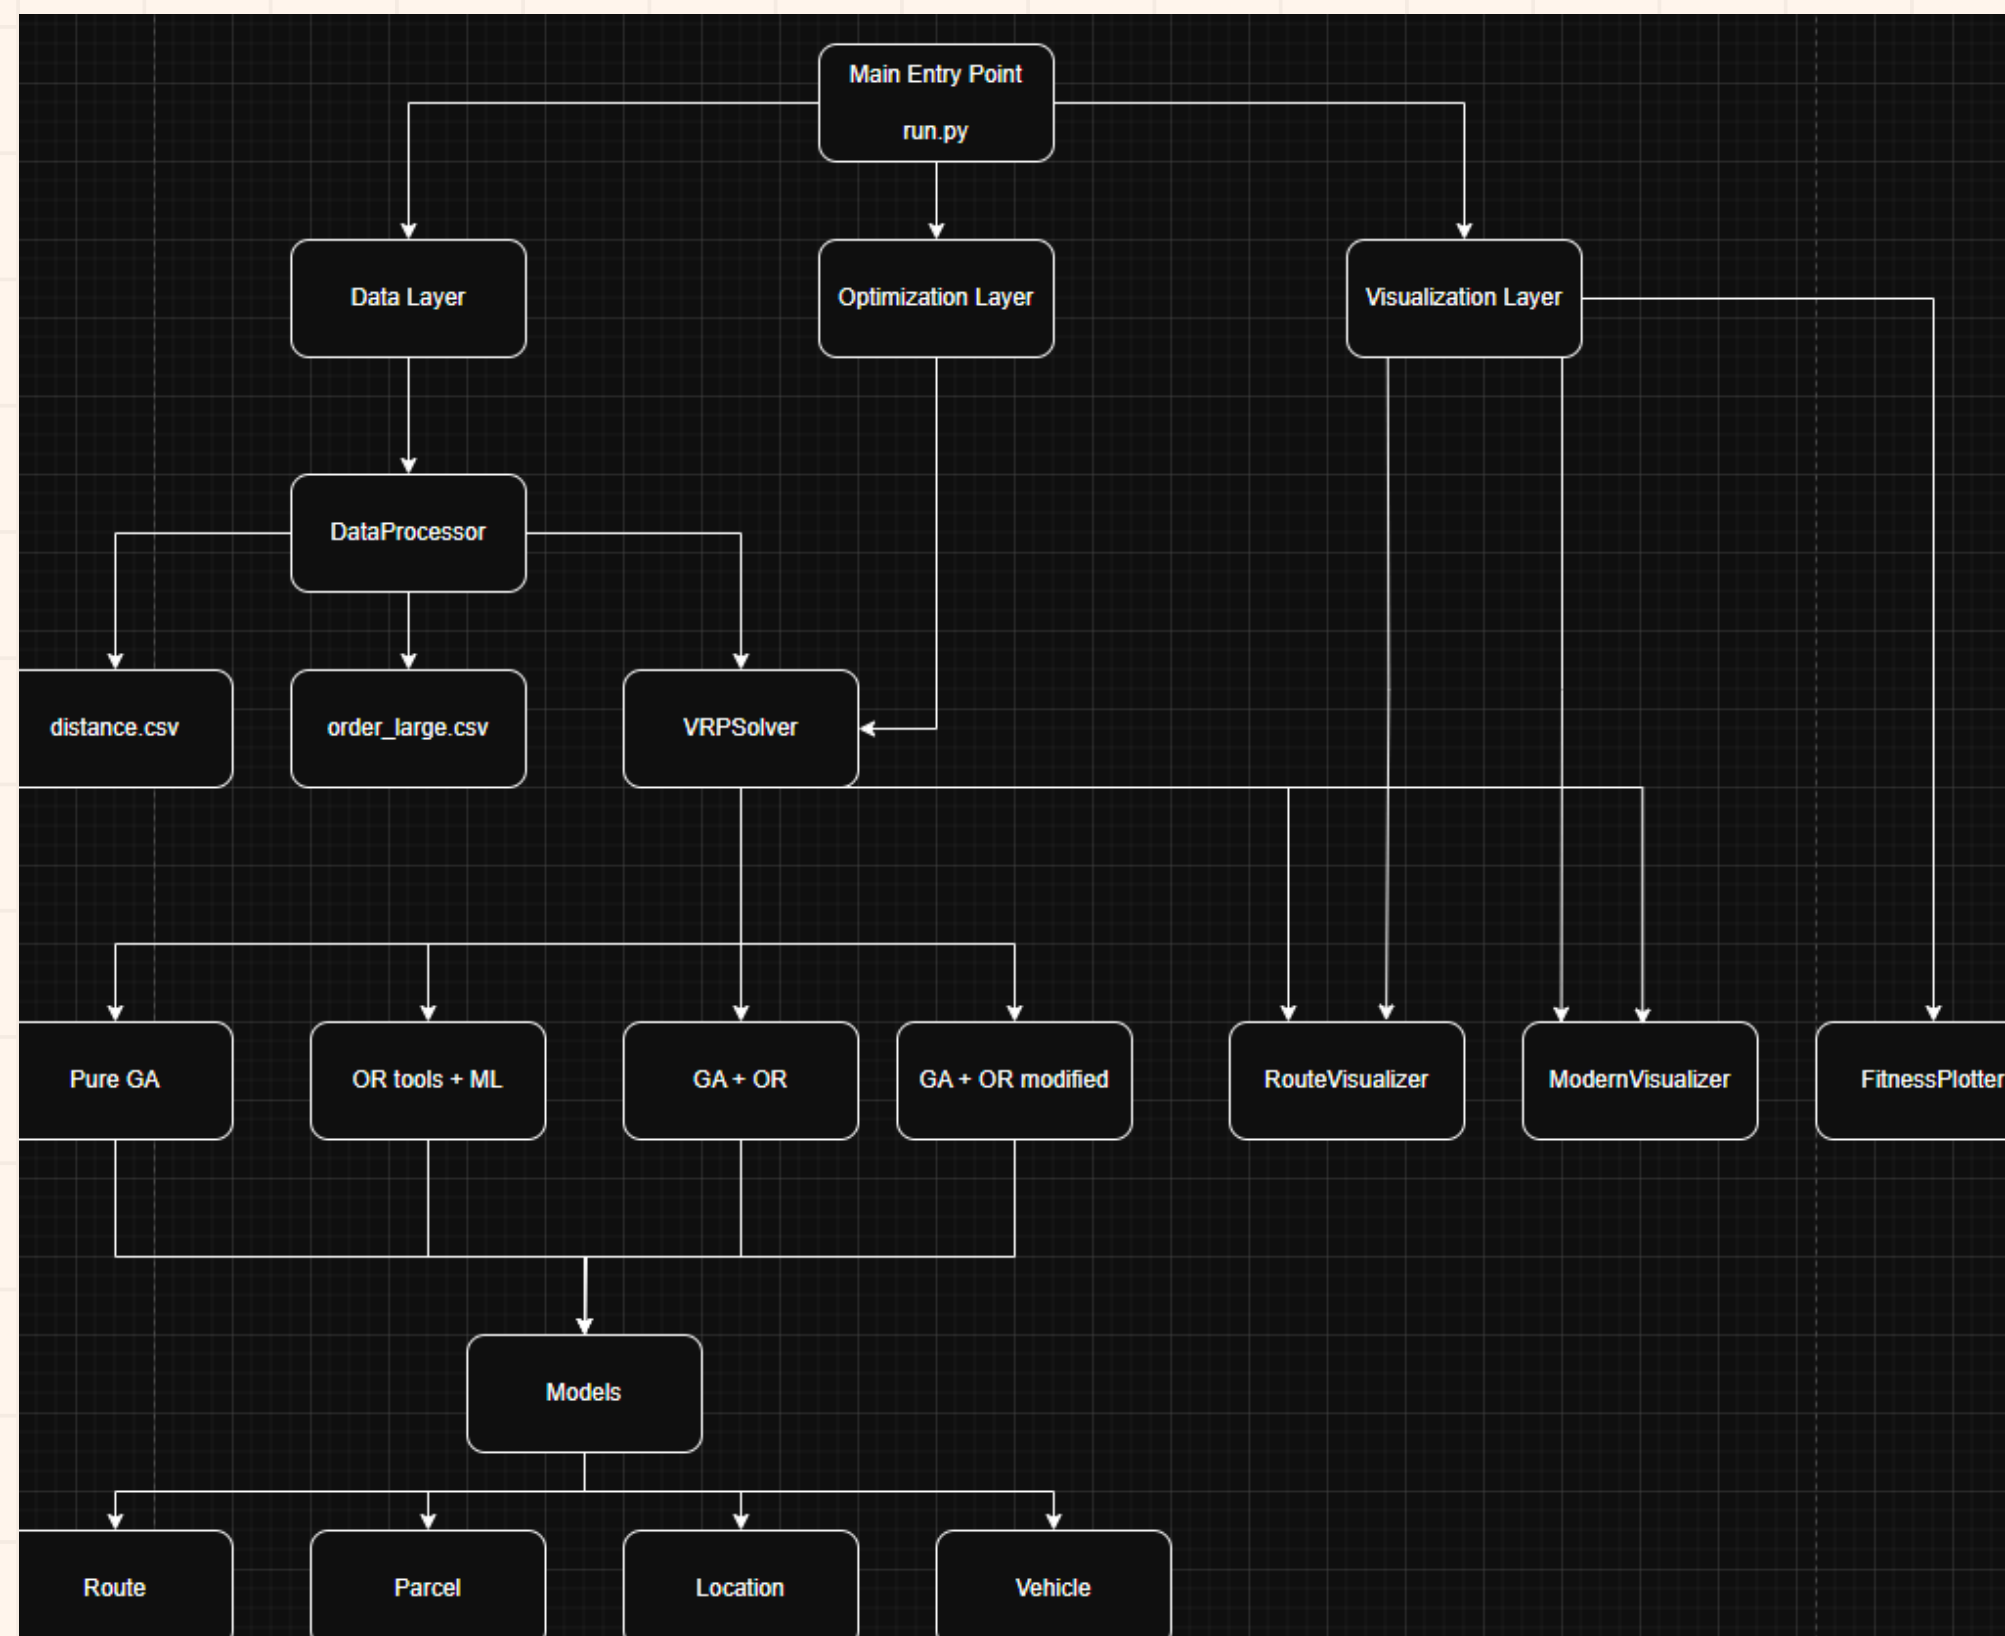 Main Entry Point
run.py
Data Layer
Optimization Layer
Visualization Layer
DataProcessor
distance.csv
order_large.csv
VRPSolver
Pure GA
OR tools + ML
GA + OR
GA + OR modified
RouteVisualizer
ModernVisualizer
FitnessPlotter
Models
Route
Parcel
Location
Vehicle